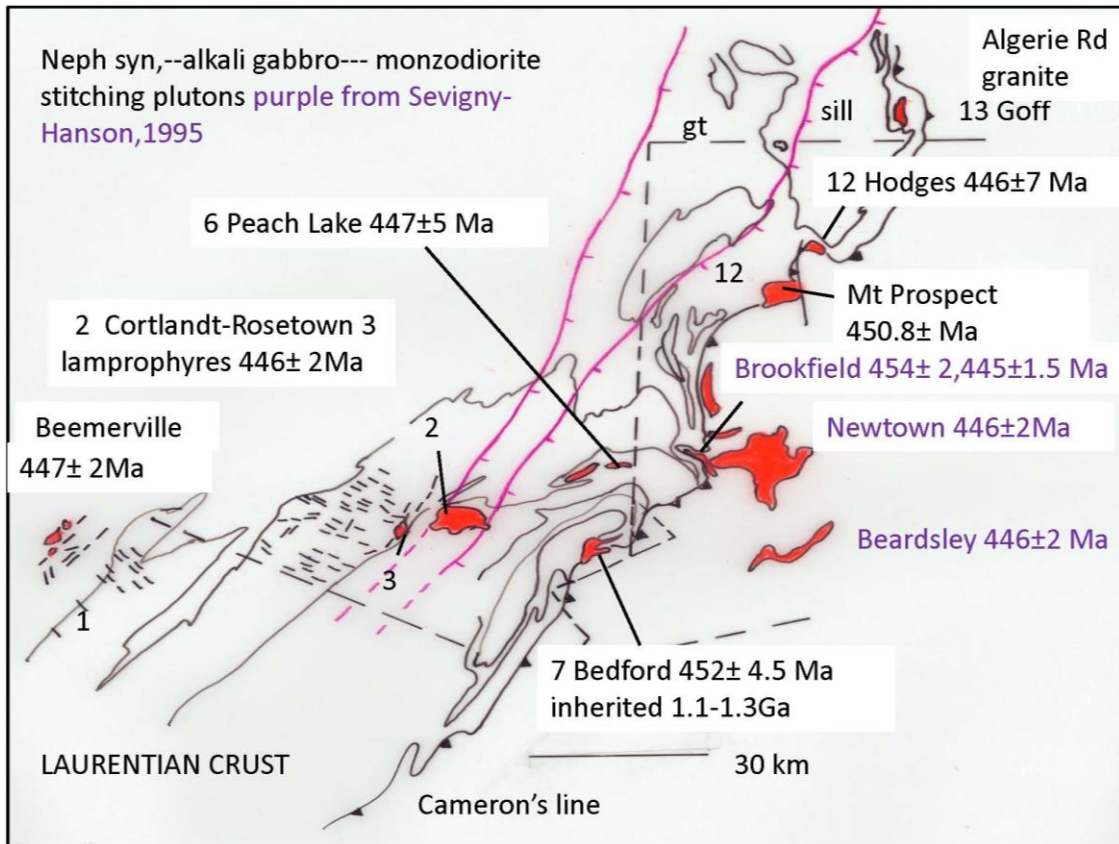 Neph syn,--alkali gabbro--- monzodiorite
stitching plutons purple from Sevigny-
Hanson,1995
Algerie Rd
granite
gt
sill
13 Goff
12 Hodges 446±7 Ma
6 Peach Lake 447±5 Ma
12
Mt Prospect
450.8± Ma
2 Cortlandt-Rosetown 3
lamprophyres 446± 2Ma
Brookfield 454± 2,445±1.5 Ma
Beemerville
447± 2Ma
2
Newtown 446±2Ma
3
Beardsley 446±2 Ma
1
7 Bedford 452± 4.5 Ma
inherited 1.1-1.3Ga
LAURENTIAN CRUST
30 km
Cameron’s line